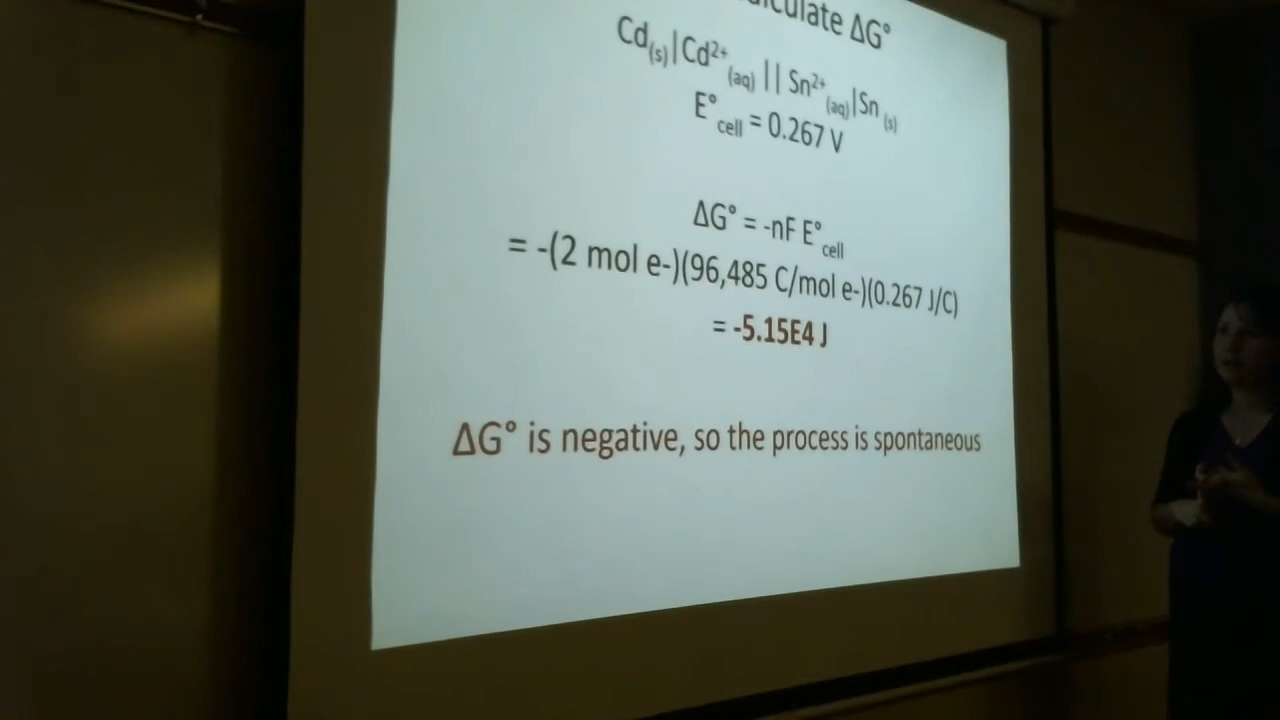 ΔG°
Cd(s)|Cd²⁺(aq) || Sn²⁺(aq)|Sn (s)
E°cell = 0.267 V
ΔG° = -nF E°cell
= -(2 mol e-)(96,485 C/mol e-)(0.267 J/C)
= -5.15E4 J
ΔG° is negative, so the process is spontaneous